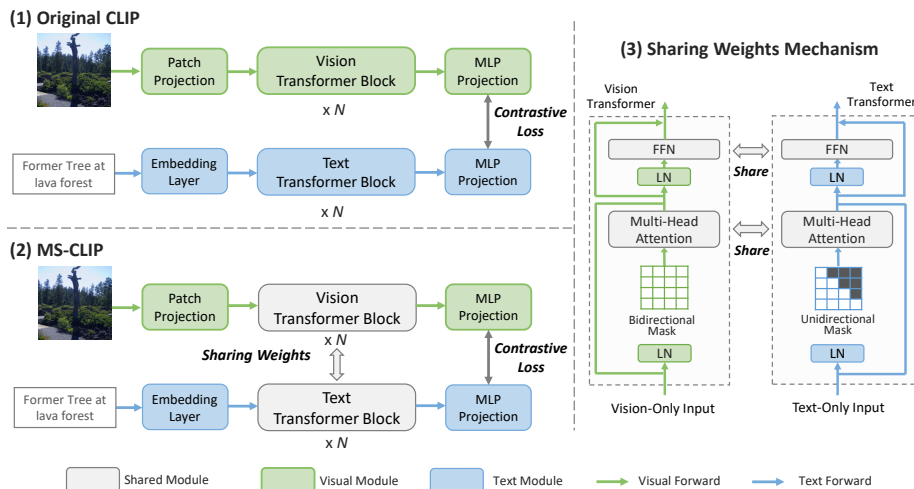 (1) Original CLIP
Patch
Projection
Vision
Transformer Block
x N
MLP
Projection
Contrastive
Loss
Former Tree at
lava forest
Embedding
Layer
Text
Transformer Block
x N
MLP
Projection
(2) MS-CLIP
Patch
Projection
Vision
Transformer Block
x N
MLP
Projection
Sharing Weights
Contrastive
Loss
Former Tree at
lava forest
Embedding
Layer
Text
Transformer Block
x N
MLP
Projection
(3) Sharing Weights Mechanism
Vision
Transformer
FFN
LN
Multi-Head
Attention
Bidirectional
Mask
LN
Vision-Only Input
Share
Share
Text
Transformer
FFN
LN
Multi-Head
Attention
Unidirectional
Mask
LN
Text-Only Input
Shared Module
Visual Module
Text Module
Visual Forward
Text Forward